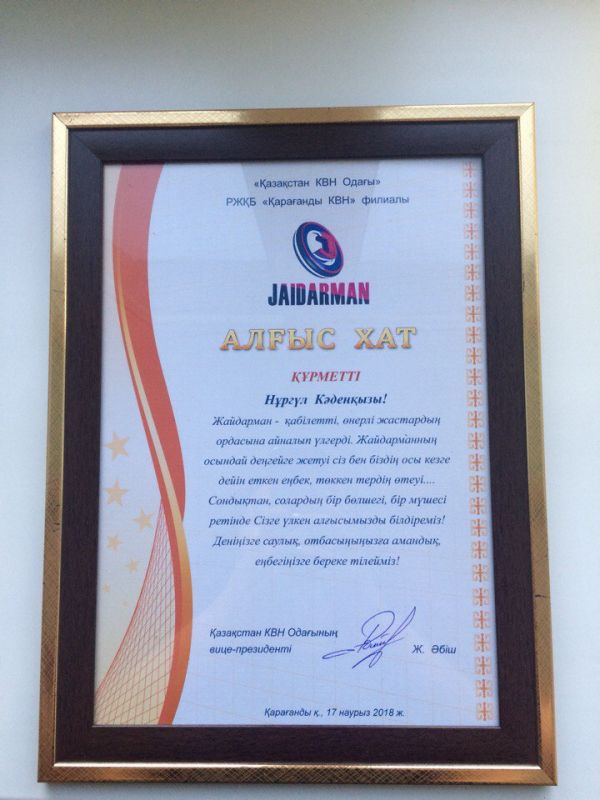 «Қазақстан КВН Одағы»
РЖҚБ «Қарағанды КВН» филиалы
JAIDARMAN
АЛҒЫС ХАТ
ҚҰРМЕТТІ
Нұргүл Кәденқызы!
Жайдарман - қабілетті, өнерлі жастардың
ордасына айналып үлгерді. Жайдарманның
осындай деңгейге жетуі сіз бен біздің осы кезге
дейін еткен еңбек, төккен тердің өтеуі....
Сондықтан, солардың бір бөлшегі, бір мүшесі
ретінде Сізге үлкен алғысымызды білдіреміз!
Деніңізге саулық, отбасыңыңызға амандық,
еңбегіңізге береке тілейміз!
Қазақстан КВН Одағының
вице-президенті Ж. Әбіш
Қарағанды қ., 17 наурыз 2018 ж.